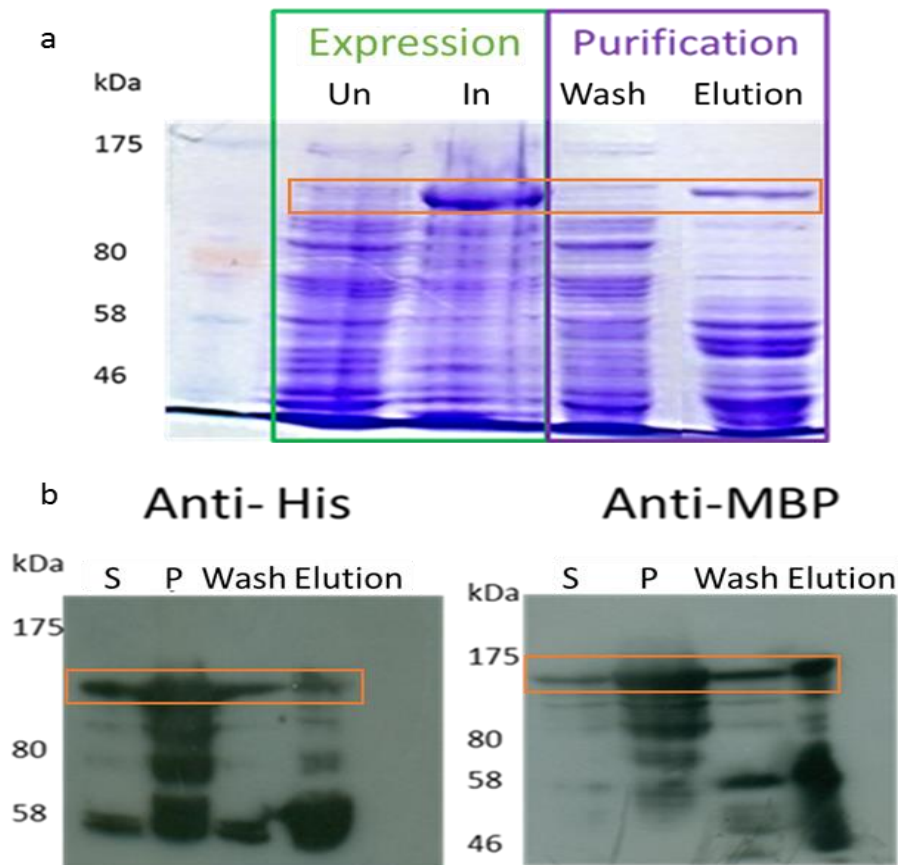 a
Expression Purification
kDa Un In Wash Elution
175
80
58
46
b
Anti- His
kDa
S P Wash Elution
175
80
58
Anti-MBP
kDa
S P Wash Elution
175
80
58
46